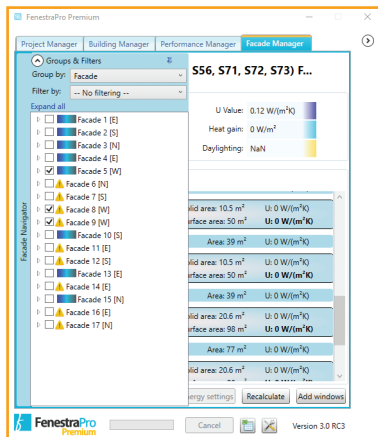 FenestraPro Premium
Project Manager Building Manager Performance Manager Facade Manager
Groups & Filters
Group by: Facade
Filter by: -- No filtering --
Expand all
Facade 1 [E]
Facade 2 [S]
Facade 3 [N]
Facade 4 [E]
Facade 5 [W]
Facade 6 [N]
Facade 7 [S]
Facade 8 [W]
Facade 9 [W]
Facade 10 [S]
Facade 11 [E]
Facade 12 [S]
Facade 13 [E]
Facade 14 [E]
Facade 15 [N]
Facade 16 [E]
Facade 17 [N]
Facade Navigator
S56, S71, S72, S73) F...
U Value: 0.12 W/(m²K)
Heat gain: 0 W/m²
Daylighting: NaN
lid area: 10.5 m² U: 0 W/(m²K)
rface area: 50 m² U: 0 W/(m²K)
Area: 39 m² U: 0 W/(m²K)
lid area: 10.5 m² U: 0 W/(m²K)
rface area: 50 m² U: 0 W/(m²K)
Area: 39 m² U: 0 W/(m²K)
lid area: 20.6 m² U: 0 W/(m²K)
rface area: 98 m² U: 0 W/(m²K)
Area: 77 m² U: 0 W/(m²K)
lid area: 20.6 m² U: 0 W/(m²K)
ergy settings Recalculate Add windows
FenestraPro
Premium
Cancel
Version 3.0 RC3